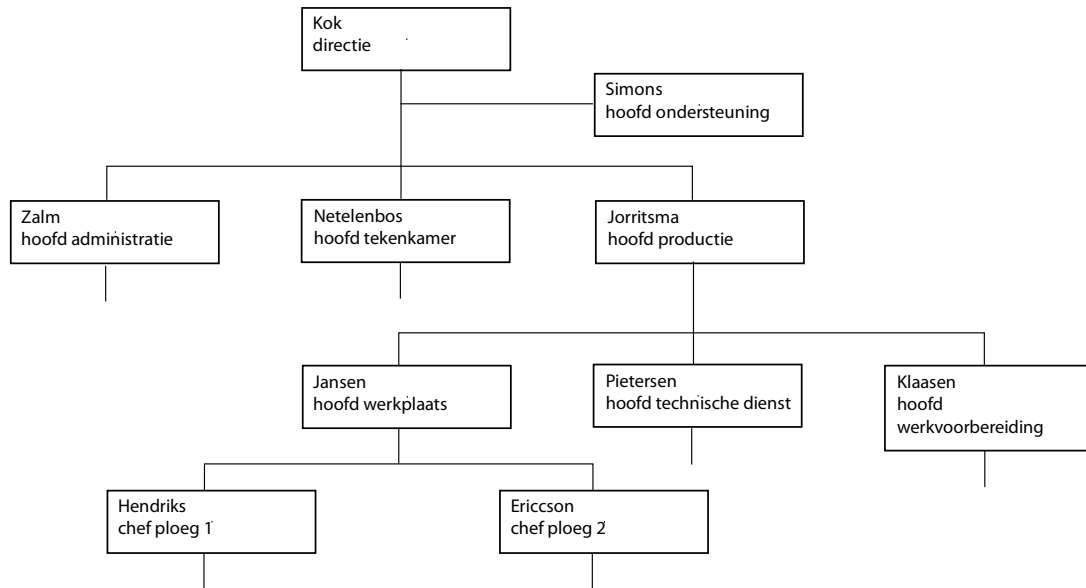 Kok
directie
Simons
hoofd ondersteuning
Zalm
hoofd administratie
Netelenbos
hoofd tekenkamer
Jorritsma
hoofd productie
Jansen
hoofd werkplaats
Pietersen
hoofd technische dienst
Klaasen
hoofd
werkvoorbereiding
Hendriks
chef ploeg 1
Ericcson
chef ploeg 2